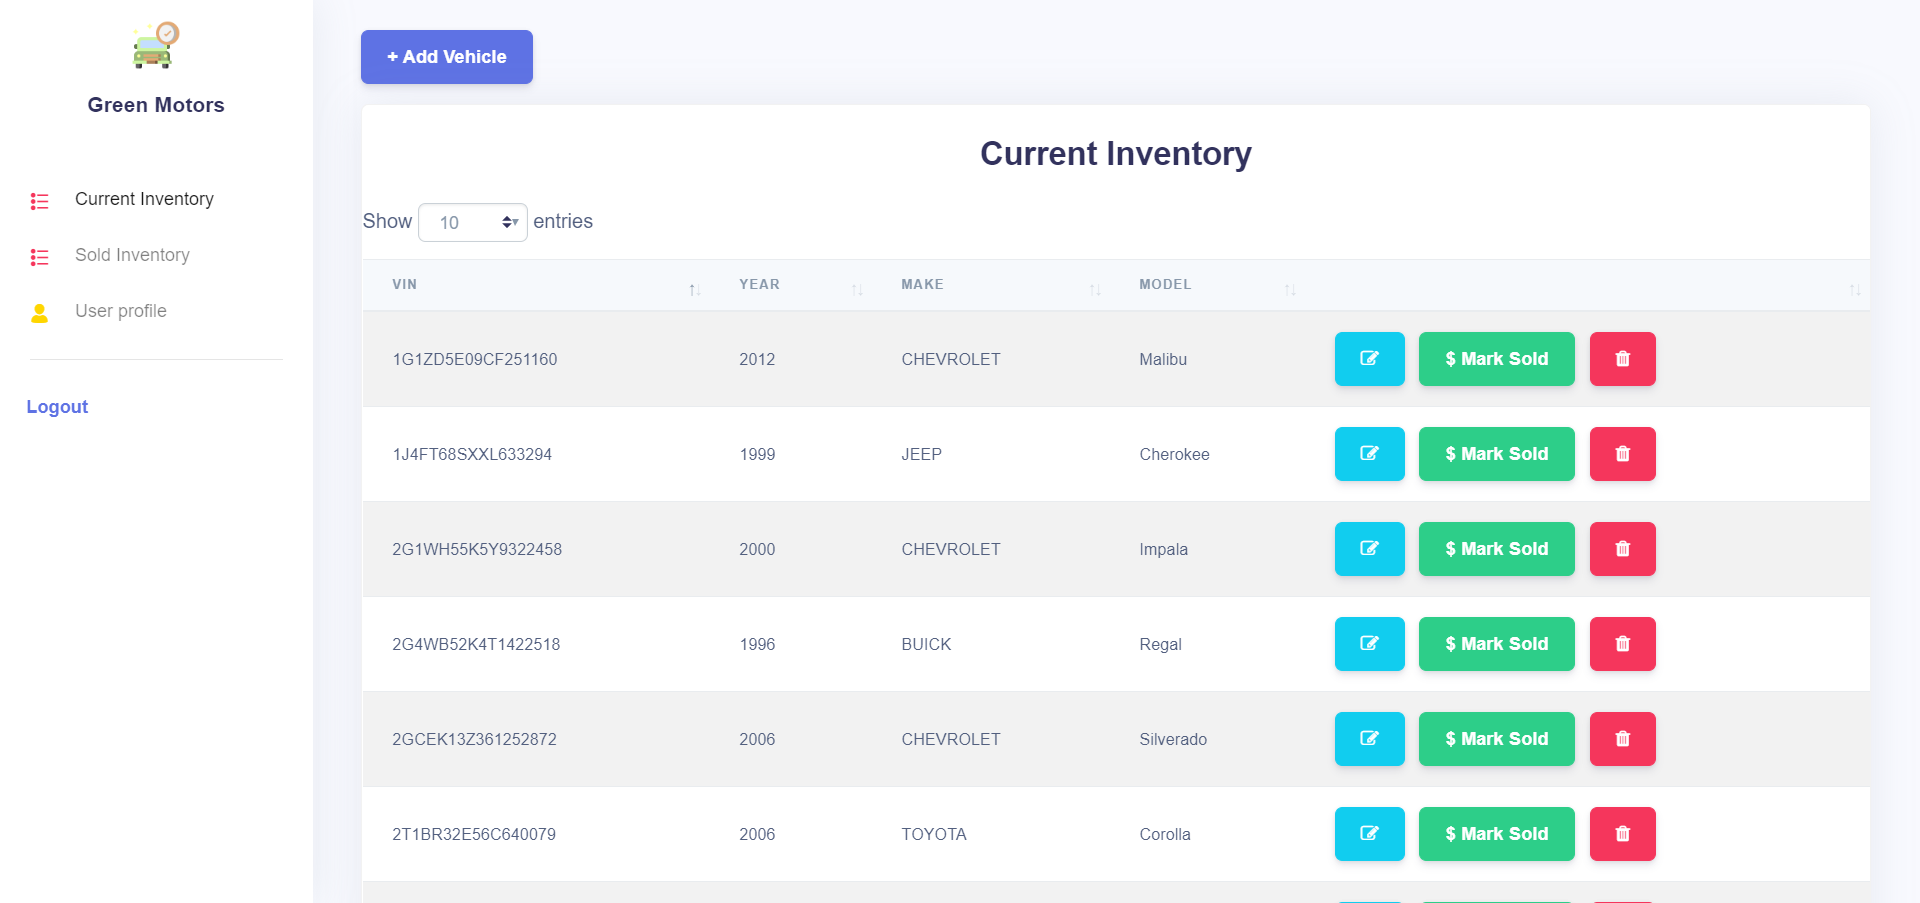 Green Motors
Current Inventory
Sold Inventory
User profile
Logout
+ Add Vehicle
Current Inventory
Show 10 entries
VIN YEAR MAKE MODEL
1G1ZD5E09CF251160 2012 CHEVROLET Malibu $ Mark Sold
1J4FT68SXXL633294 1999 JEEP Cherokee $ Mark Sold
2G1WH55K5Y9322458 2000 CHEVROLET Impala $ Mark Sold
2G4WB52K4T1422518 1996 BUICK Regal $ Mark Sold
2GCEK13Z361252872 2006 CHEVROLET Silverado $ Mark Sold
2T1BR32E56C640079 2006 TOYOTA Corolla $ Mark Sold